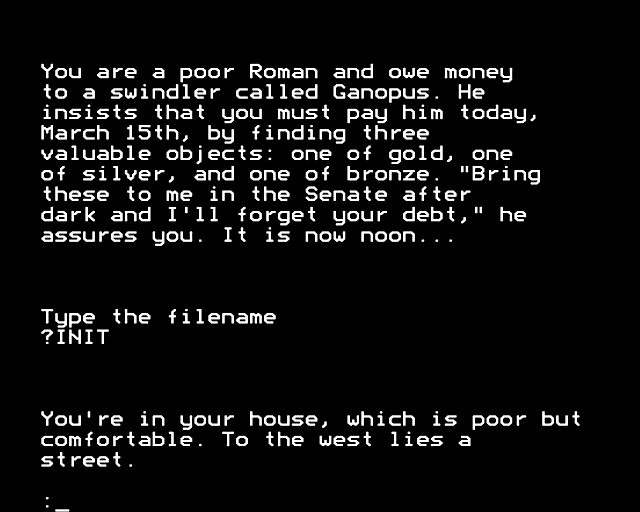 You are a poor Roman and owe money
to a swindler called Ganopus. He
insists that you must pay him today,
March 15th, by finding three
valuable objects: one of gold, one
of silver, and one of bronze. "Bring
these to me in the Senate after
dark and I'll forget your debt," he
assures you. It is now noon...
Type the filename
?INIT
You're in your house, which is poor but
comfortable. To the west lies a
street.
:_